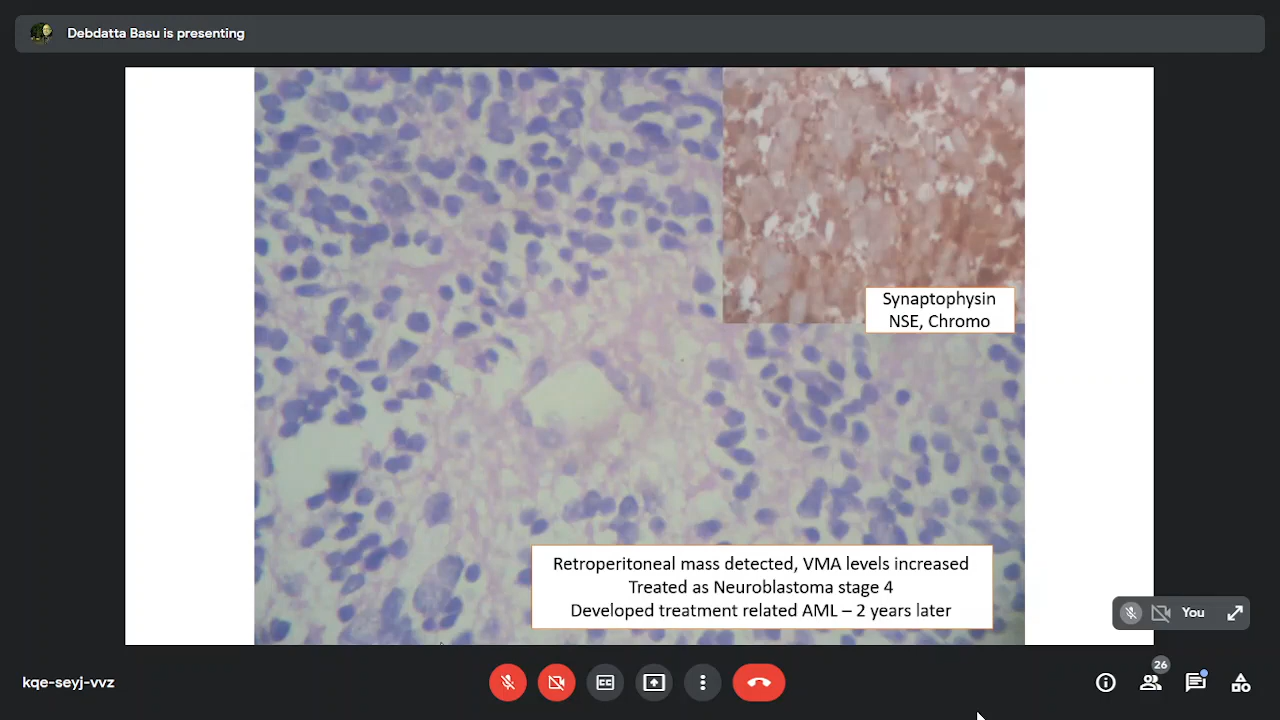 Debdatta Basu is presenting
Synaptophysin
NSE, Chromo
Retroperitoneal mass detected, VMA levels increased
Treated as Neuroblastoma stage 4
Developed treatment related AML – 2 years later
You
kqe-seyj-vvz
CC
26